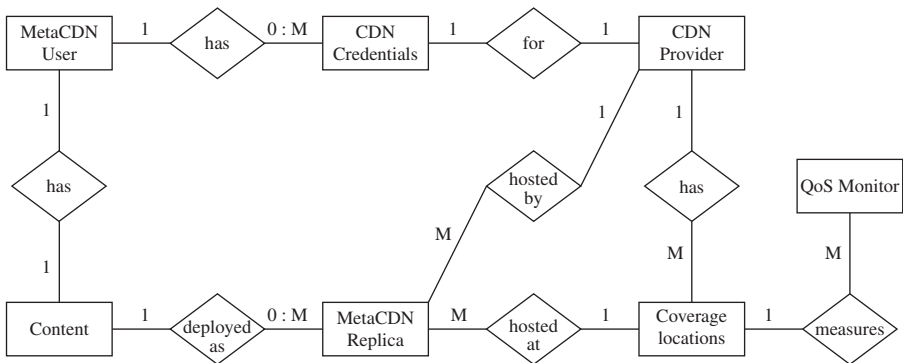 MetaCDN
User
1
has
0 : M
CDN
Credentials
1
for
1
CDN
Provider
1
1
1
has
hosted
by
has
QoS Monitor
M
M
M
1
Content
1
deployed
as
0 : M
MetaCDN
Replica
M
hosted
at
1
Coverage
locations
1
measures